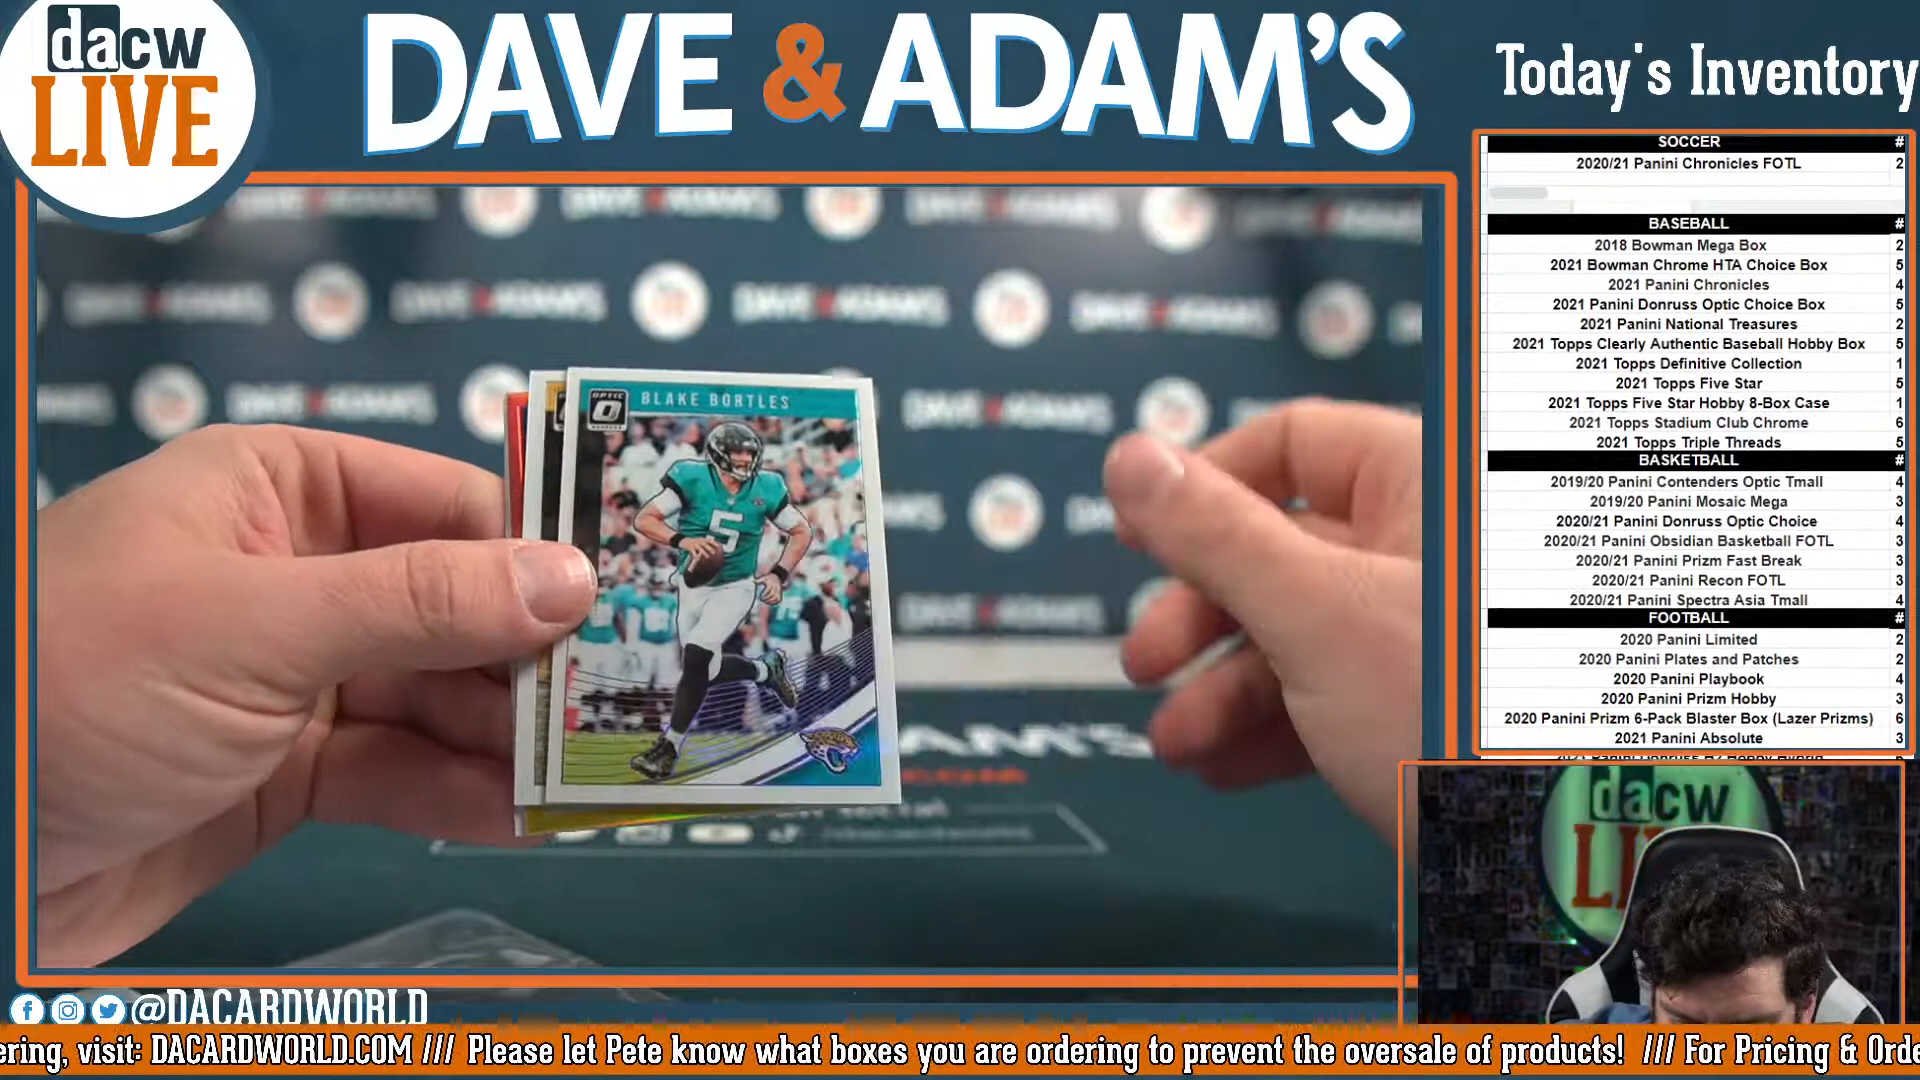 dacw
LIVE
DAVE & ADAM'S
Today's Inventory
SOCCER #
2020/21 Panini Chronicles FOTL 2
BASEBALL #
2018 Bowman Mega Box 2
2021 Bowman Chrome HTA Choice Box 5
2021 Panini Chronicles 4
2021 Panini Donruss Optic Choice Box 5
2021 Panini National Treasures 2
2021 Topps Clearly Authentic Baseball Hobby Box 5
2021 Topps Definitive Collection 1
2021 Topps Five Star 5
2021 Topps Five Star Hobby 8-Box Case 1
2021 Topps Stadium Club Chrome 6
2021 Topps Triple Threads 5
BASKETBALL #
2019/20 Panini Contenders Optic Tmall 4
2019/20 Panini Mosaic Mega 3
2020/21 Panini Donruss Optic Choice 4
2020/21 Panini Obsidian Basketball FOTL 3
2020/21 Panini Prizm Fast Break 3
2020/21 Panini Recon FOTL 3
2020/21 Panini Spectra Asia Tmall 4
FOOTBALL #
2020 Panini Limited 2
2020 Panini Plates and Patches 2
2020 Panini Playbook 4
2020 Panini Prizm Hobby 3
2020 Panini Prizm 6-Pack Blaster Box (Lazer Prizms) 6
2021 Panini Absolute 3
OPTIC
BLAKE BORTLES
5
DAVE & ADAM'S
dacw
@DACARDWORLD
ering, visit: DACARDWORLD.COM /// Please let Pete know what boxes you are ordering to prevent the oversale of products! /// For Pricing & Orde